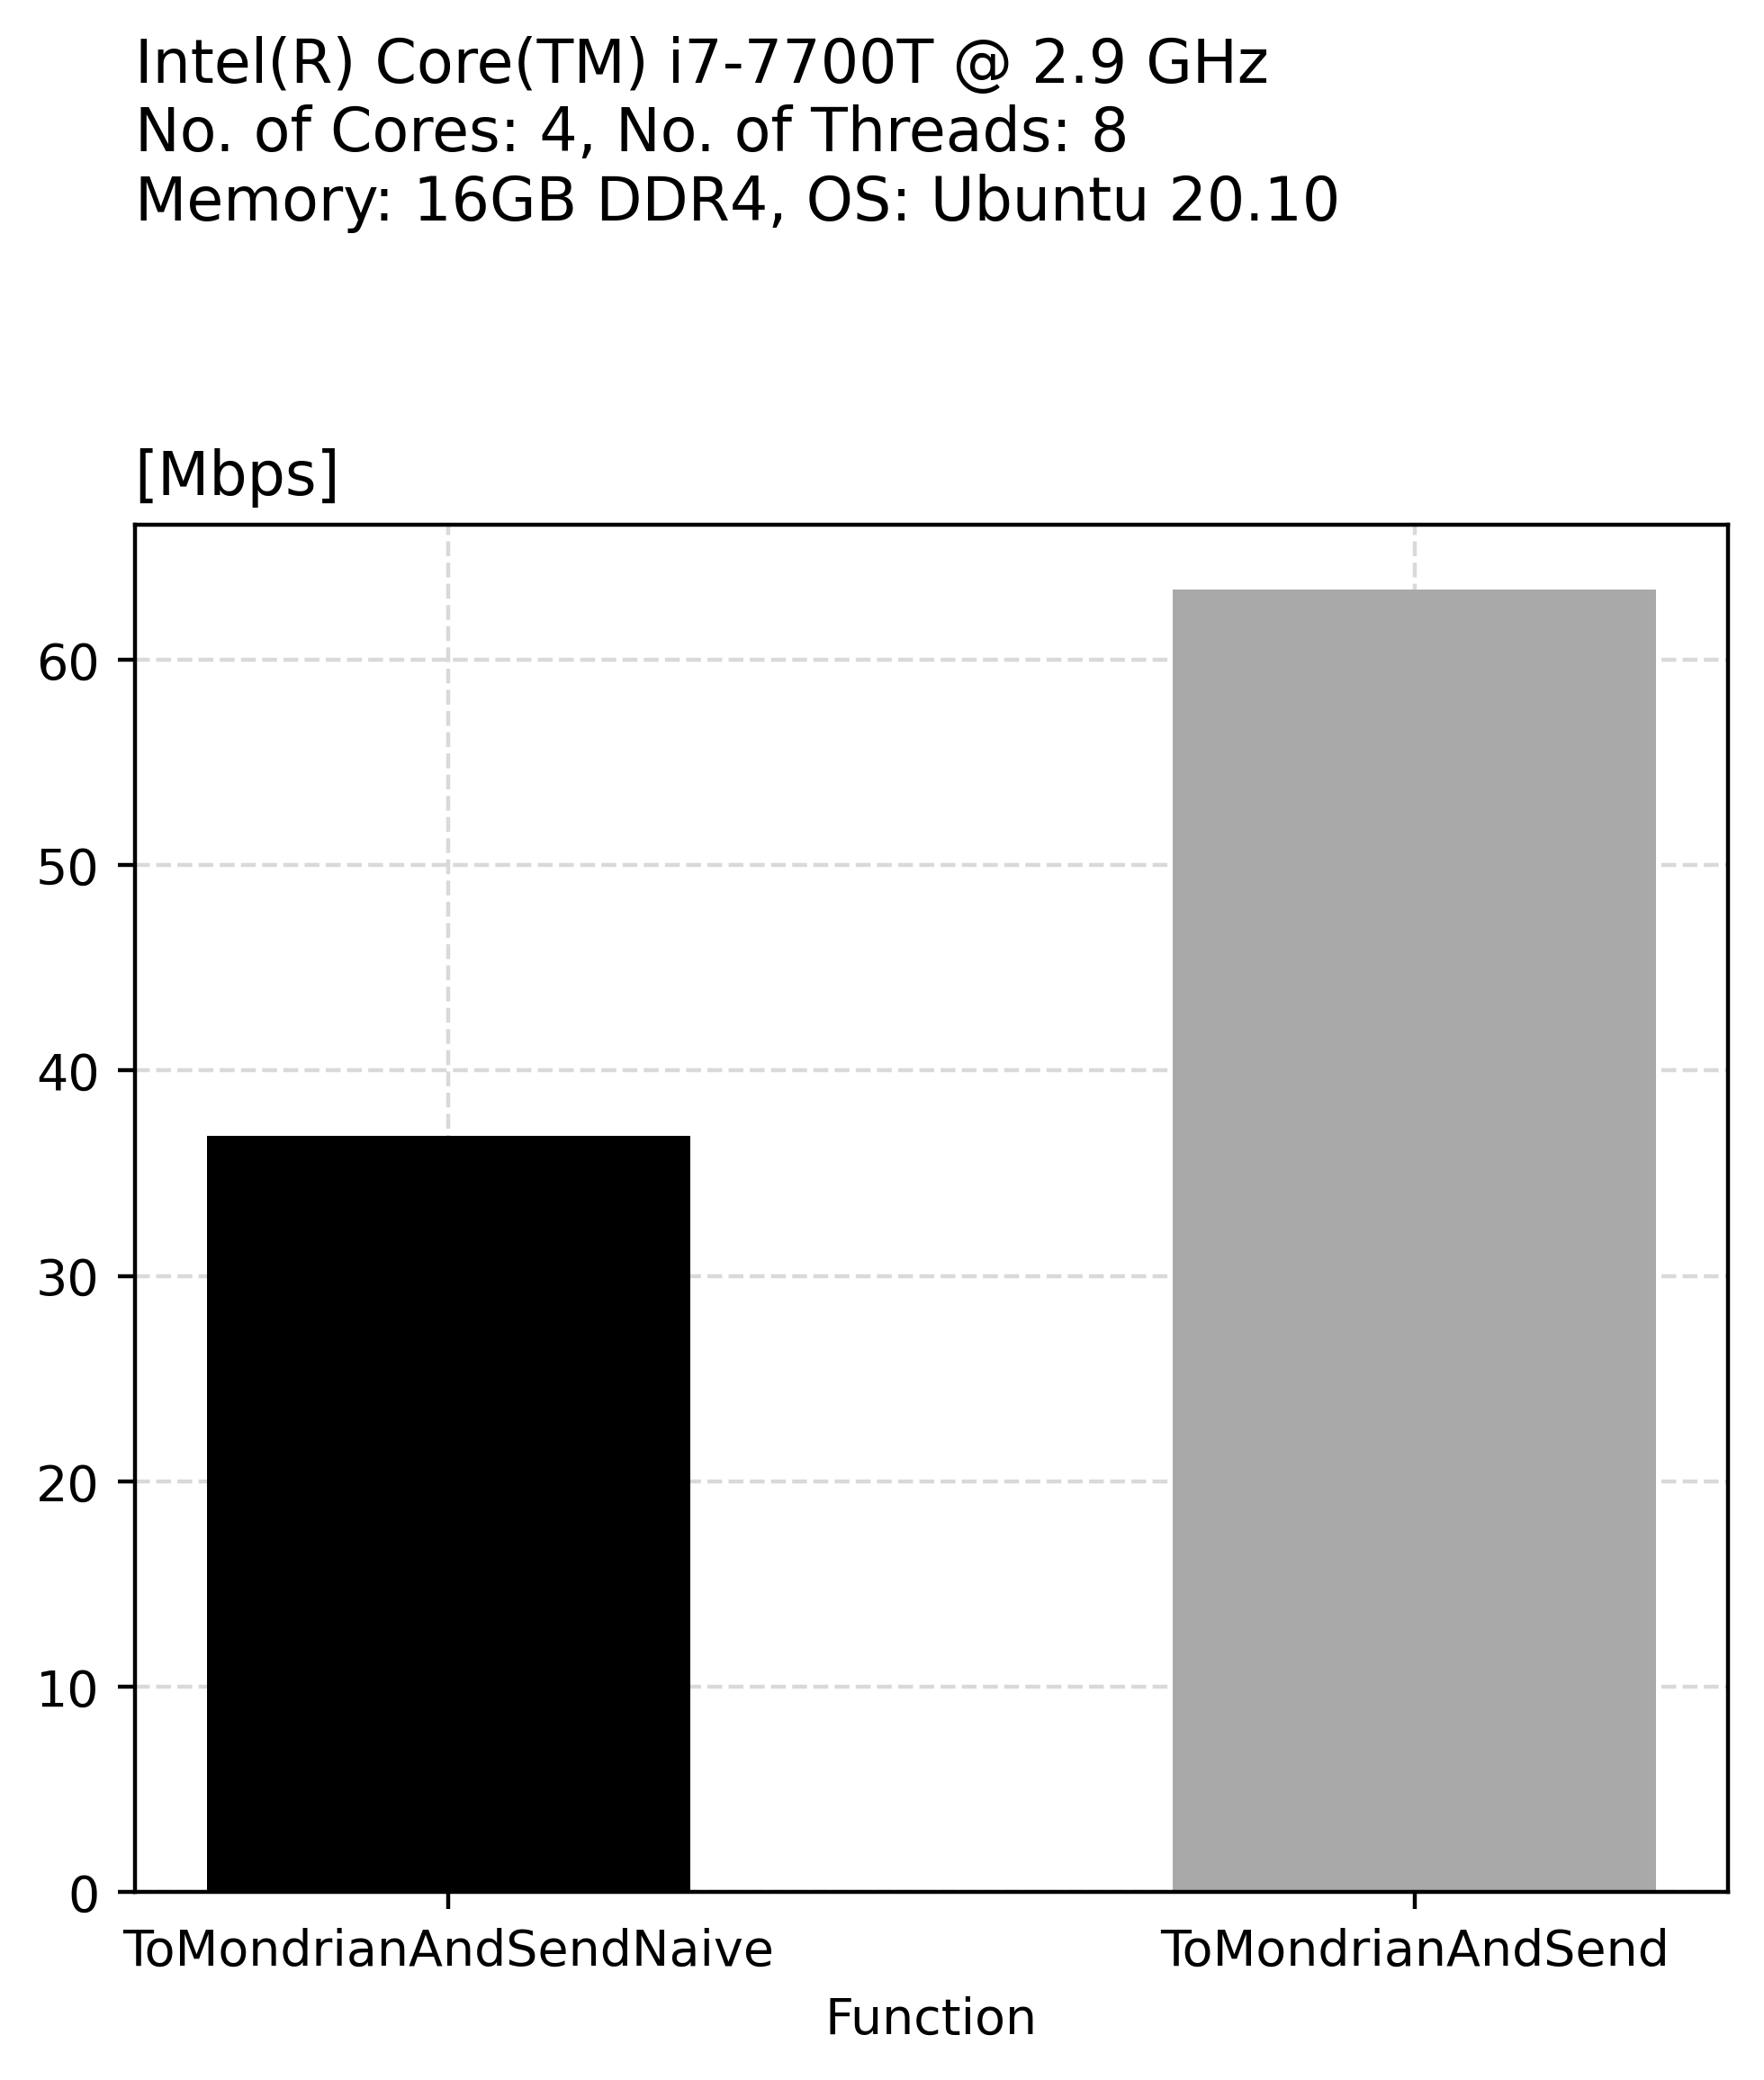 Intel(R) Core(TM) i7-7700T @ 2.9 GHz
No. of Cores: 4, No. of Threads: 8
Memory: 16GB DDR4, OS: Ubuntu 20.10
[Mbps]
60
50
40
30
20
10
0
ToMondrianAndSendNaive ToMondrianAndSend
Function